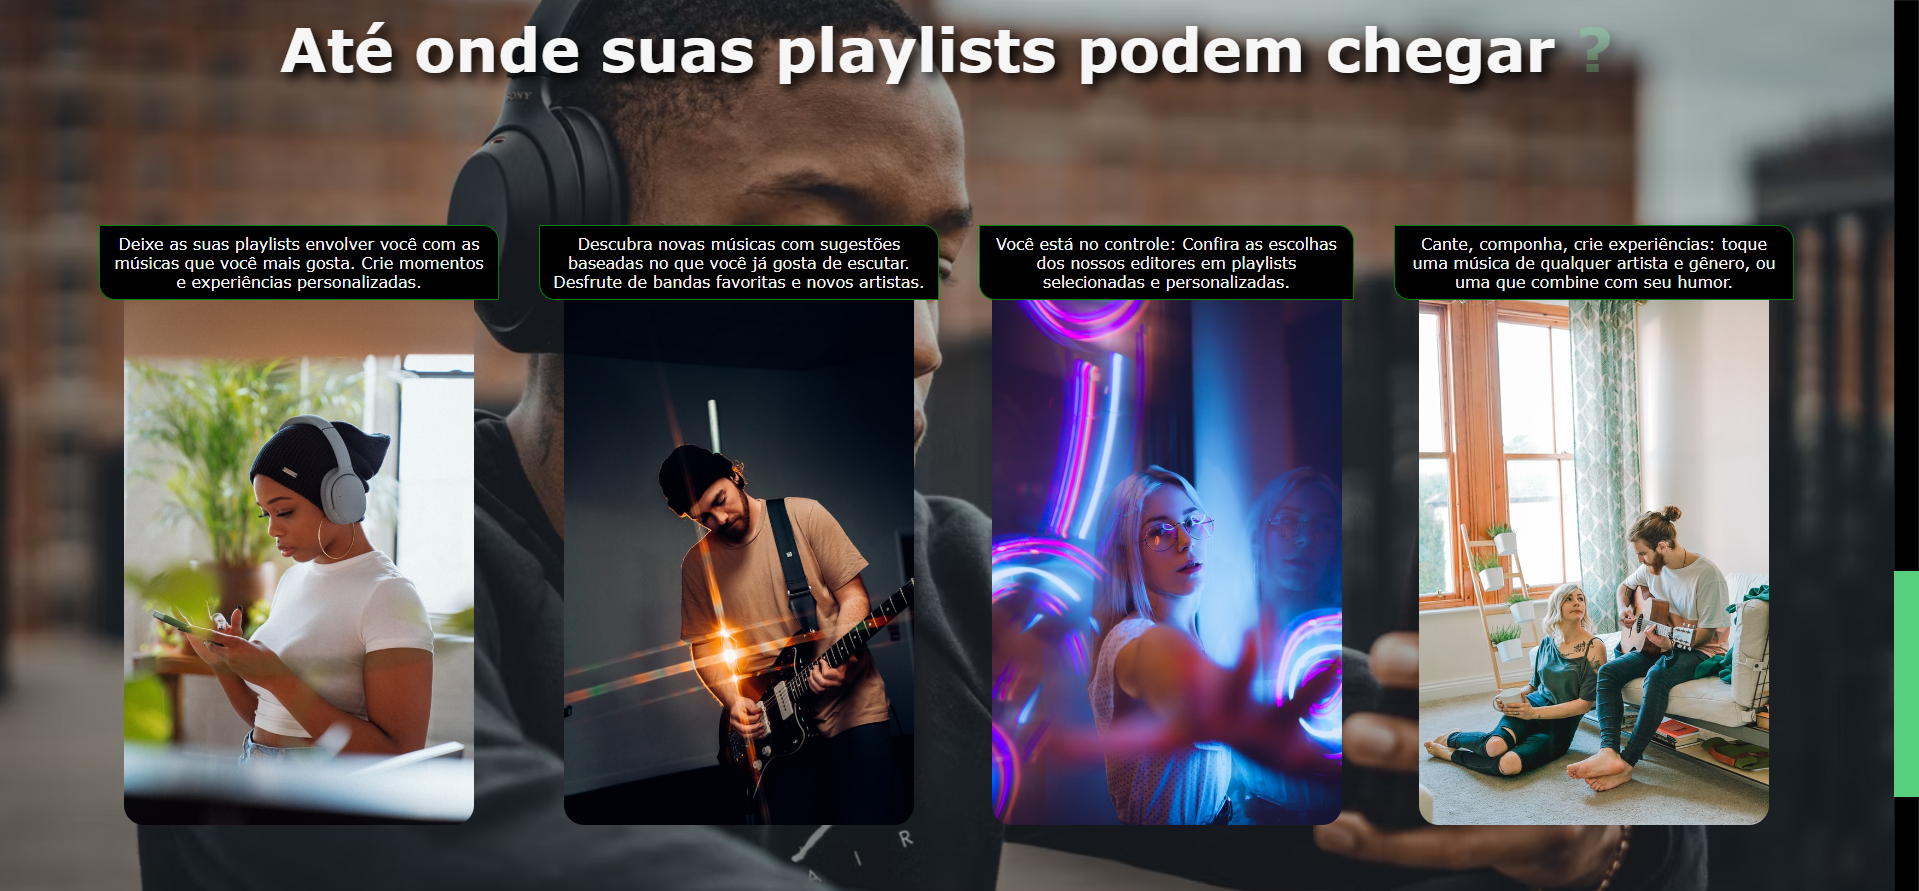 Até onde suas playlists podem chegar ?
SONY
Deixe as suas playlists envolver você com as
músicas que você mais gosta. Crie momentos
e experiências personalizadas.
Descubra novas músicas com sugestões
baseadas no que você já gosta de escutar.
Desfrute de bandas favoritas e novos artistas.
Você está no controle: Confira as escolhas
dos nossos editores em playlists
selecionadas e personalizadas.
Cante, componha, crie experiências: toque
uma música de qualquer artista e gênero, ou
uma que combine com seu humor.
A I R